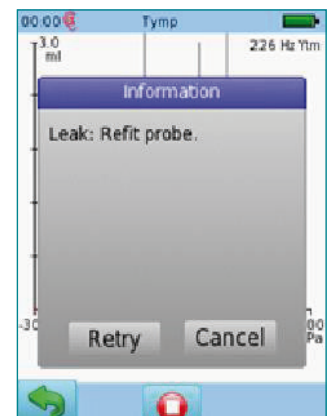 00:00 Tymp
3.0
ml
226 Hz Ytm
Information
Leak: Refit probe.
-30
00
Pa
Retry Cancel